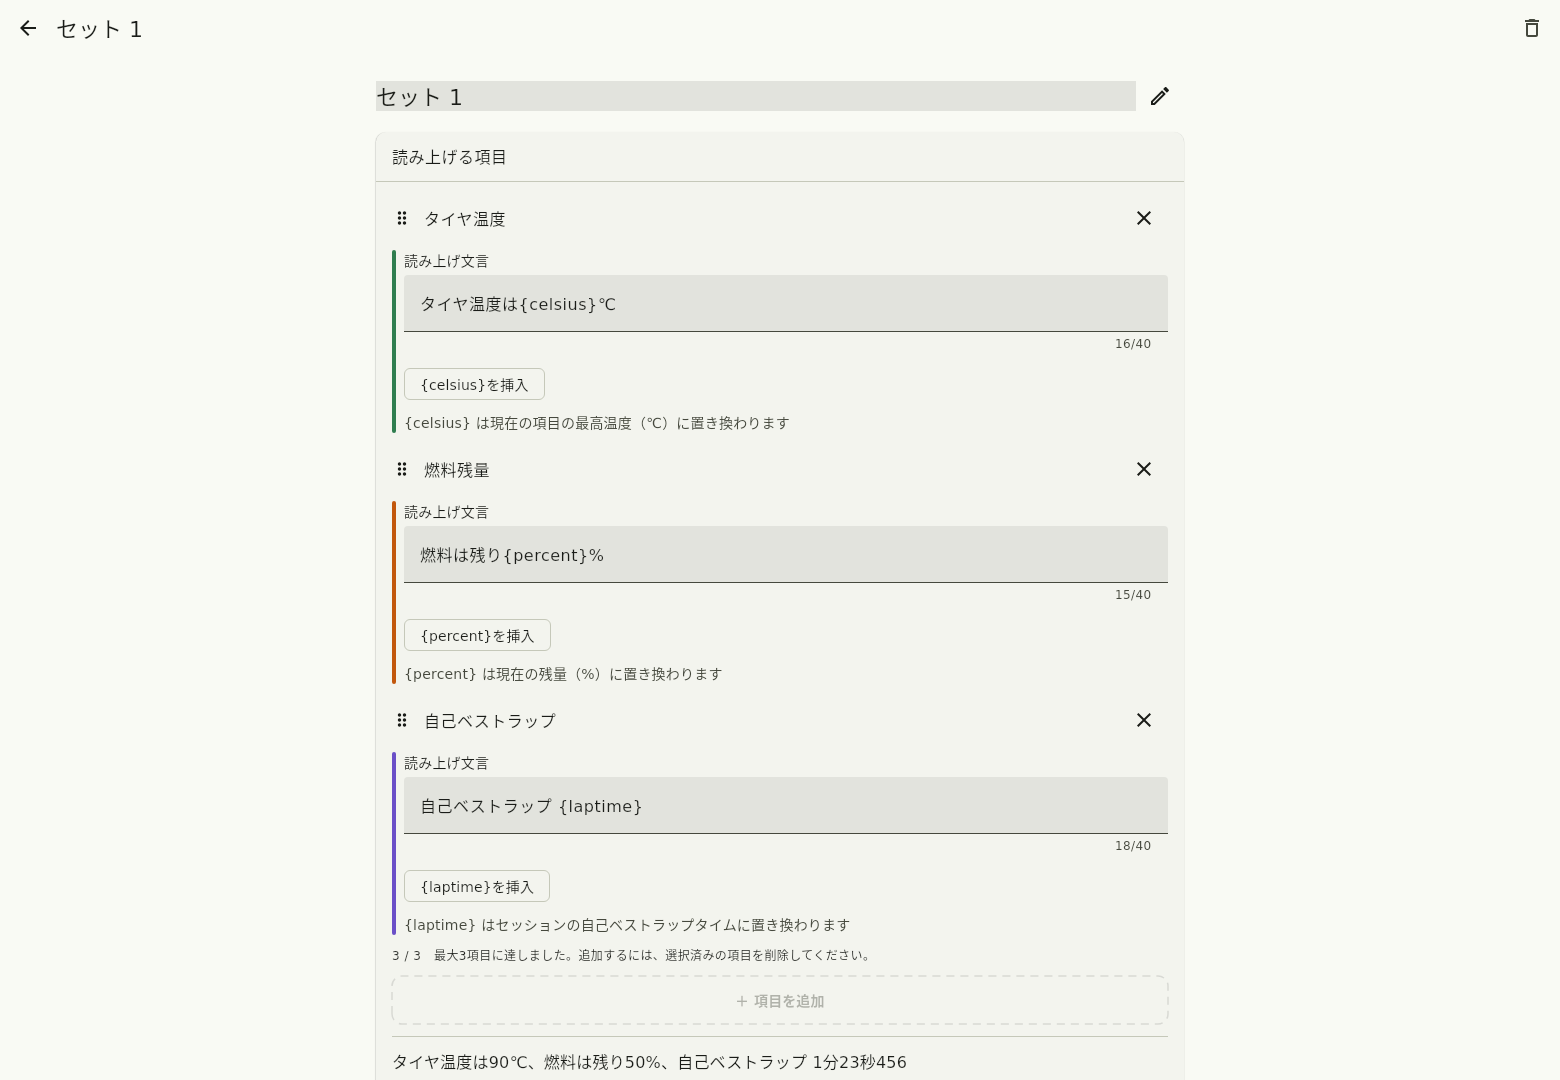 セット 1
セット 1
読み上げる項目
タイヤ温度
読み上げ文言
タイヤ温度は{celsius}℃
16/40
{celsius}を挿入
{celsius} は現在の項目の最高温度（℃）に置き換わります
燃料残量
読み上げ文言
燃料は残り{percent}%
15/40
{percent}を挿入
{percent} は現在の残量（%）に置き換わります
自己ベストラップ
読み上げ文言
自己ベストラップ {laptime}
18/40
{laptime}を挿入
{laptime} はセッションの自己ベストラップタイムに置き換わります
3 / 3　最大3項目に達しました。追加するには、選択済みの項目を削除してください。
+ 項目を追加
タイヤ温度は90℃、燃料は残り50%、自己ベストラップ 1分23秒456